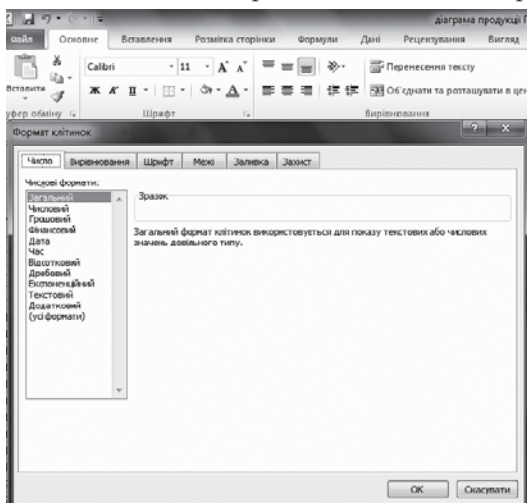 діаграма продукції
Файл Основне Вставлення Розмітка сторінки Формули Дані Рецензування Вигляд
Calibri 11 Перенесення тексту
Вставити Ж К П Об'єднати та розташувати в цен
уфер обміну Шрифт Вирівнювання
Формат клітинок
Число Вирівнювання Шрифт Межі Заливка Захист
Числові формати:
Загальний Зразок
Числовий
Грошовий
Фінансовий Загальний формат клітинок використовується для показу текстових або числових
Дата значень довільного типу.
Час
Відсотковий
Дробовий
Експоненційний
Текстовий
Додатковий
(усі формати)
ОК Скасувати